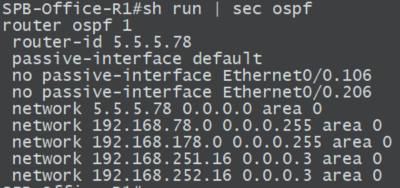 SPB-Office-R1#sh run | sec ospf
router ospf 1
router-id 5.5.5.78
passive-interface default
no passive-interface Ethernet0/0.106
no passive-interface Ethernet0/0.206
network 5.5.5.78 0.0.0.0 area 0
network 192.168.78.0 0.0.0.255 area 0
network 192.168.178.0 0.0.0.255 area 0
network 192.168.251.16 0.0.0.3 area 0
network 192.168.252.16 0.0.0.3 area 0